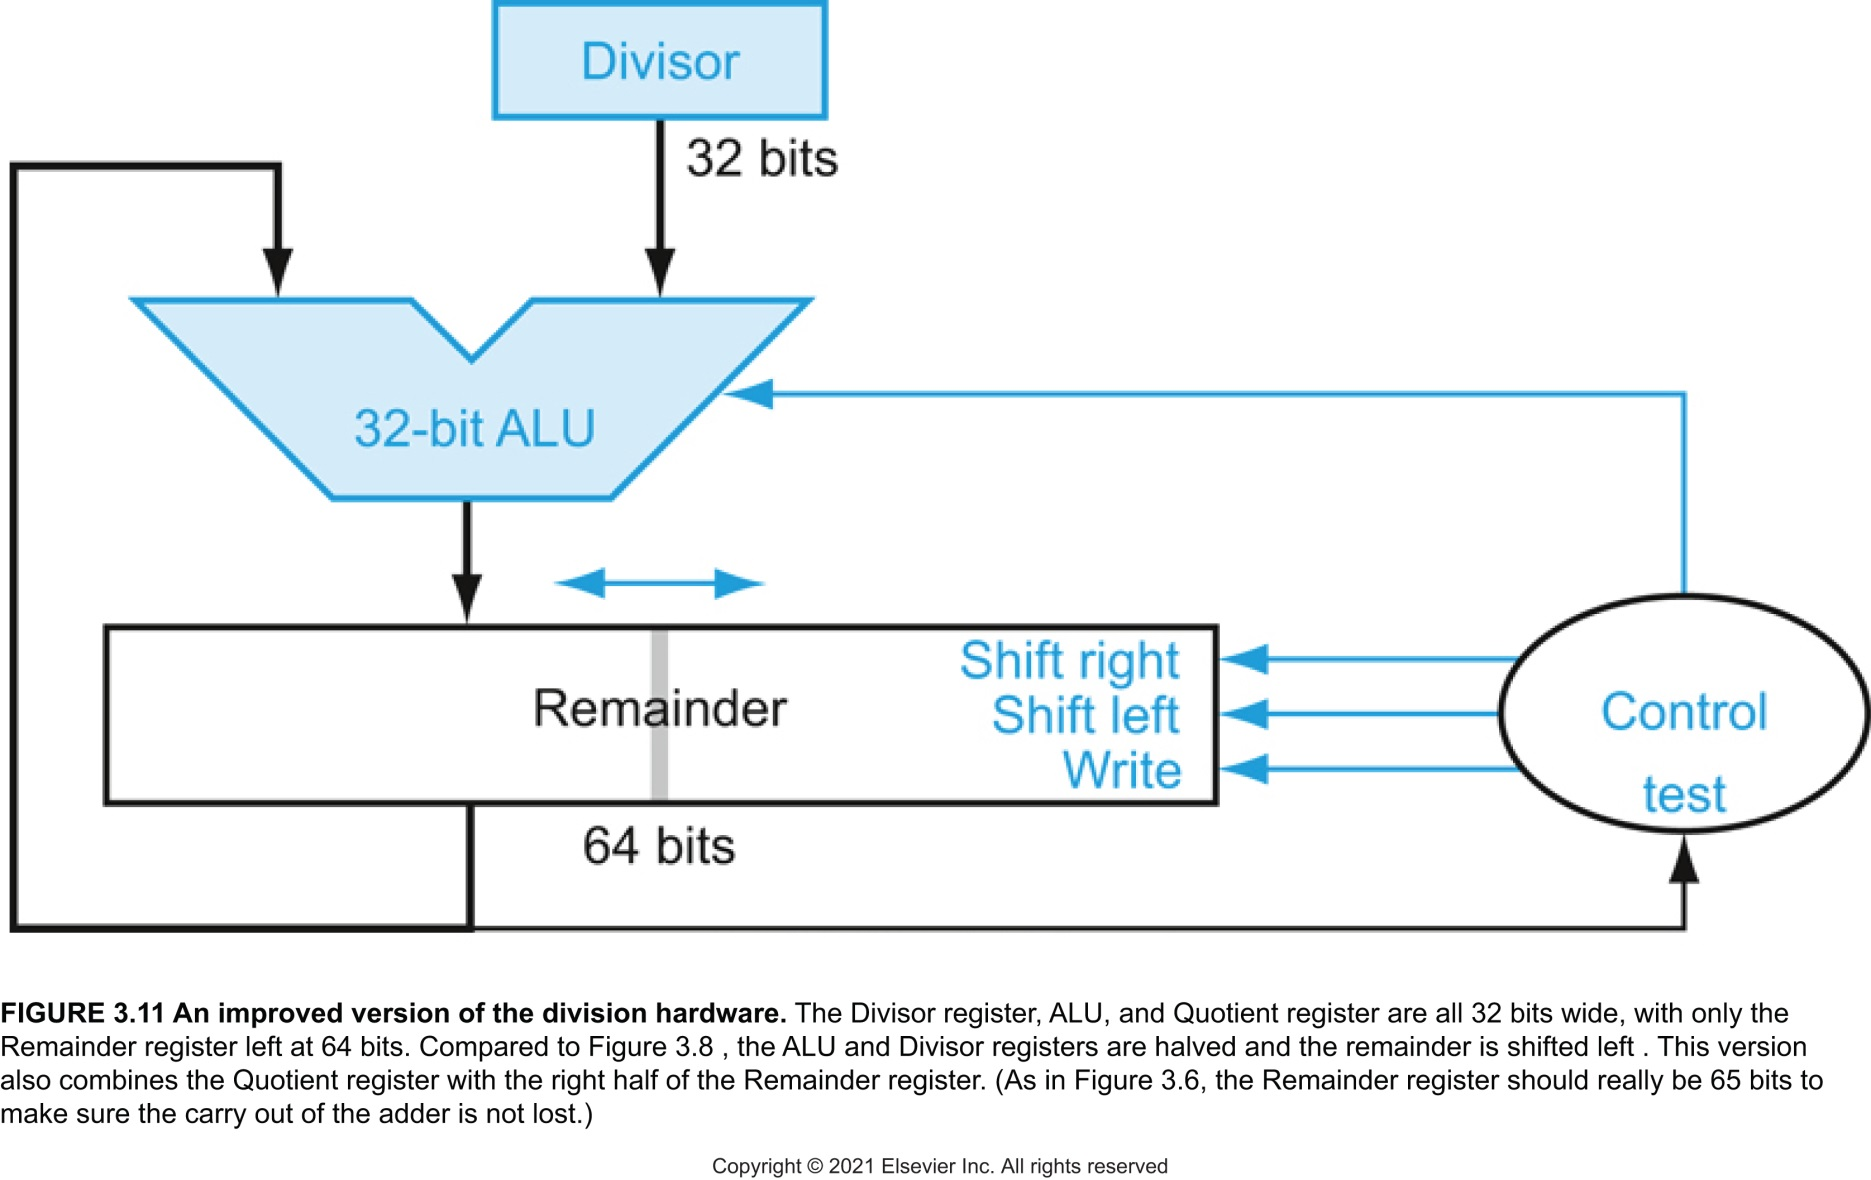 Divisor
32 bits
32-bit ALU
Shift right
Remainder
Shift left
Write
Control
test
64 bits
FIGURE 3.11 An improved version of the division hardware. The Divisor register, ALU, and Quotient register are all 32 bits wide, with only the
Remainder register left at 64 bits. Compared to Figure 3.8 , the ALU and Divisor registers are halved and the remainder is shifted left . This version
also combines the Quotient register with the right half of the Remainder register. (As in Figure 3.6, the Remainder register should really be 65 bits to
make sure the carry out of the adder is not lost.)
Copyright © 2021 Elsevier Inc. All rights reserved